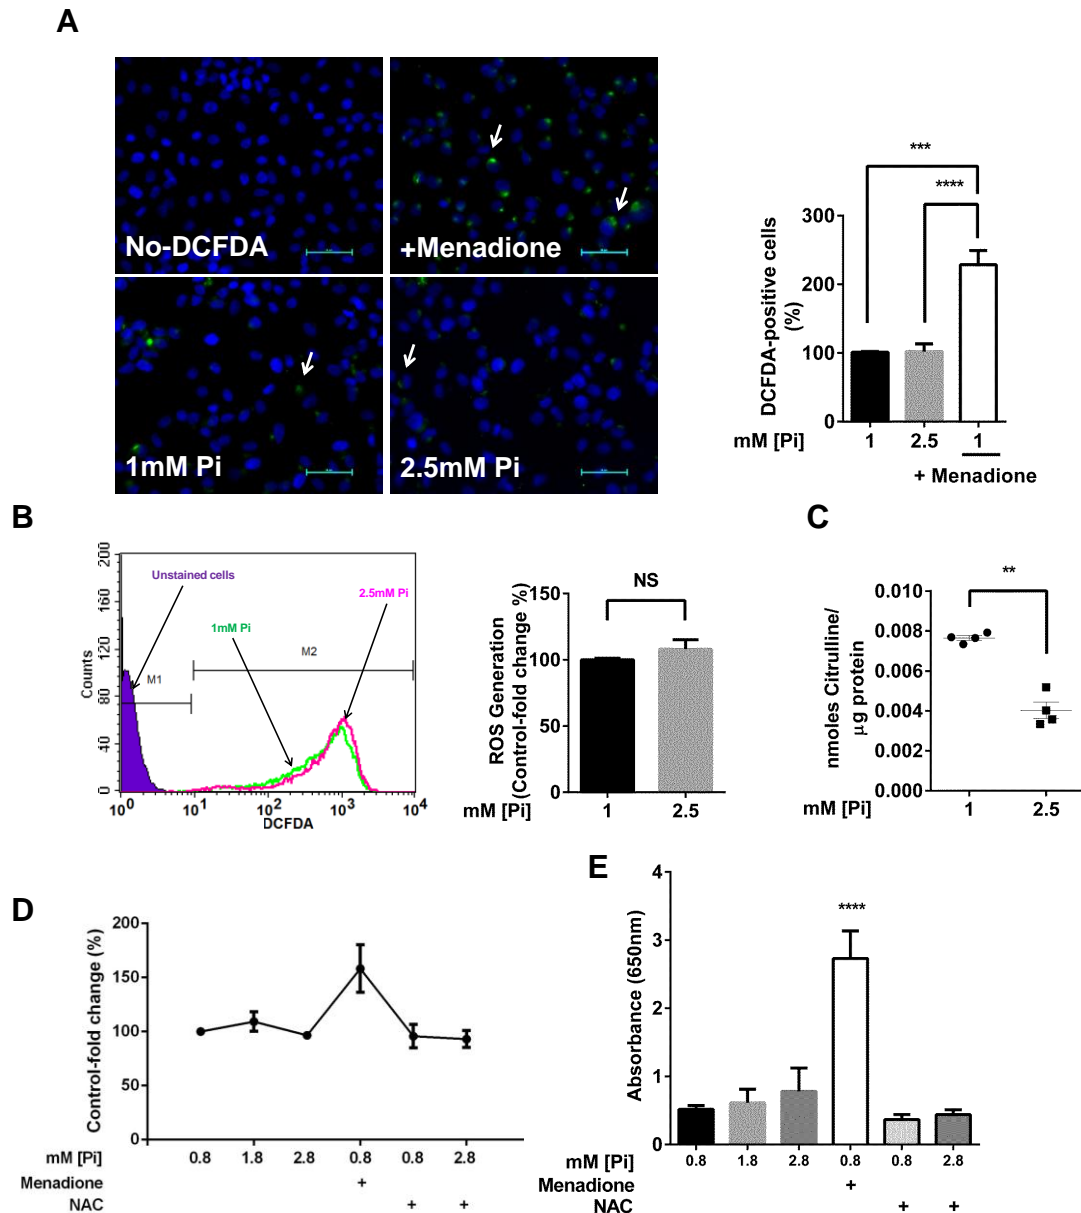 A
No-DCFDA
+Menadione
1mM Pi
2.5mM Pi
***
****
DCFDA-positive cells
(%)
300
200
100
0
mM [Pi]
1
2.5
1
+ Menadione
B
Counts
200
160
120
80
40
0
Unstained cells
2.5mM Pi
1mM Pi
M1
M2
10^0
10^1
10^2
10^3
10^4
DCFDA
ROS Generation
(Control-fold change %)
150
100
50
0
NS
mM [Pi]
1
2.5
C
nmoles Citrulline/
µg protein
0.010
0.008
0.006
0.004
0.002
0.000
**
mM [Pi]
1
2.5
D
Control-fold change (%)
200
150
100
50
0
mM [Pi]
0.8
1.8
2.8
0.8
0.8
2.8
Menadione
+
NAC
+
+
E
Absorbance (650nm)
4
3
2
1
0
****
mM [Pi]
0.8
1.8
2.8
0.8
0.8
2.8
Menadione
+
NAC
+
+